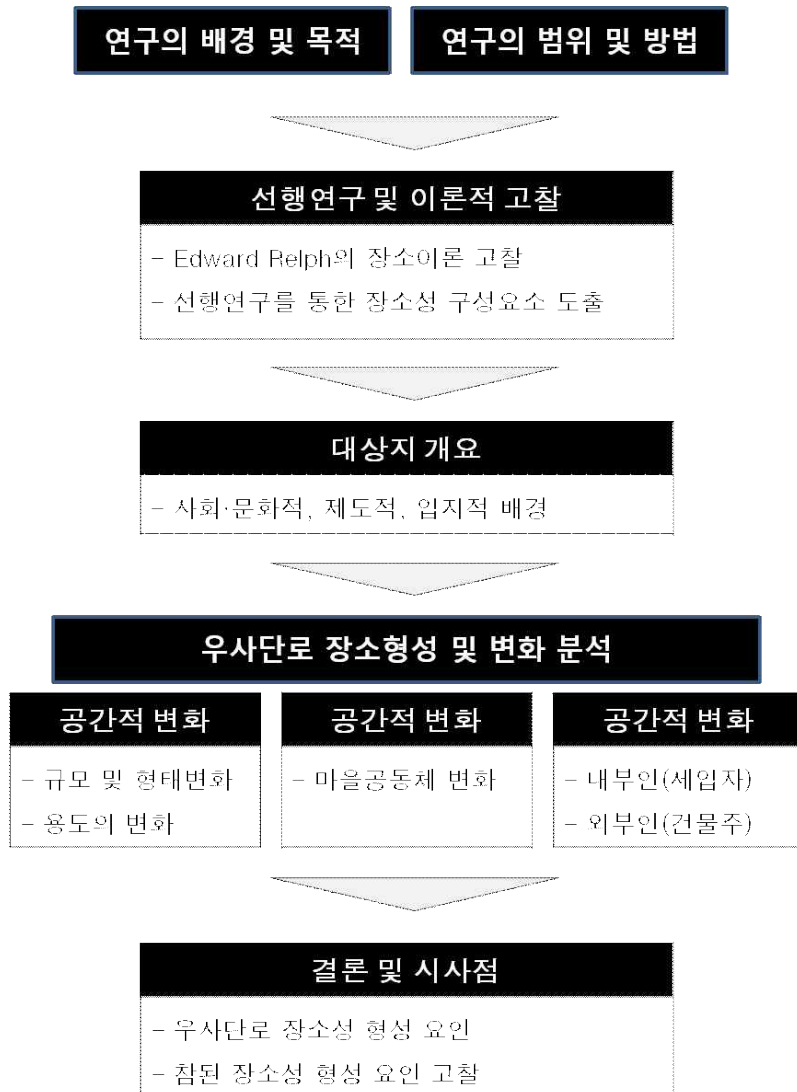 연구의 배경 및 목적
연구의 범위 및 방법
선행연구 및 이론적 고찰
– Edward Relph의 장소이론 고찰
– 선행연구를 통한 장소성 구성요소 도출
대상지 개요
– 사회·문화적, 제도적, 입지적 배경
우사단로 장소형성 및 변화 분석
공간적 변화
– 규모 및 형태변화
– 용도의 변화
공간적 변화
– 마을공동체 변화
공간적 변화
– 내부인(세입자)
– 외부인(건물주)
결론 및 시사점
– 우사단로 장소성 형성 요인
– 참된 장소성 형성 요인 고찰